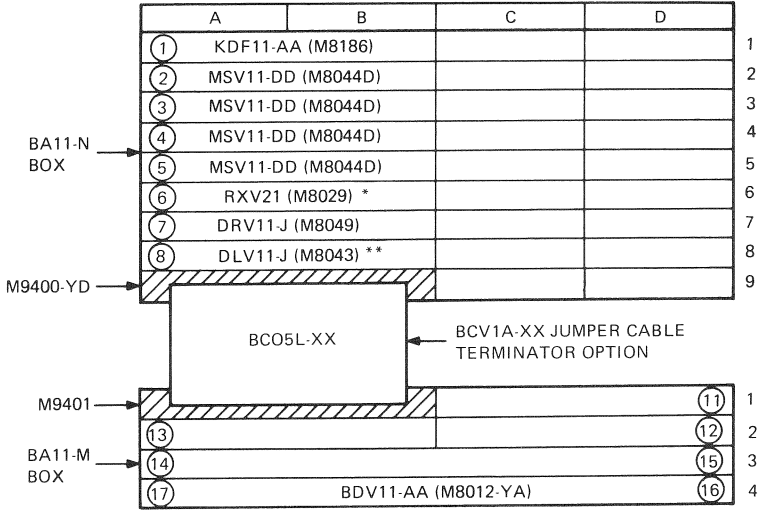 A B C D
1 KDF11-AA (M8186) 1
2 MSV11-DD (M8044D) 2
3 MSV11-DD (M8044D) 3
4 MSV11-DD (M8044D) 4
BA11-N
BOX
5 MSV11-DD (M8044D) 5
6 RXV21 (M8029) * 6
7 DRV11-J (M8049) 7
8 DLV11-J (M8043) ** 8
M9400-YD 9
BC05L-XX
BCV1A-XX JUMPER CABLE
TERMINATOR OPTION
M9401 11 1
13 12 2
BA11-M
BOX
14 15 3
17 BDV11-AA (M8012-YA) 16 4